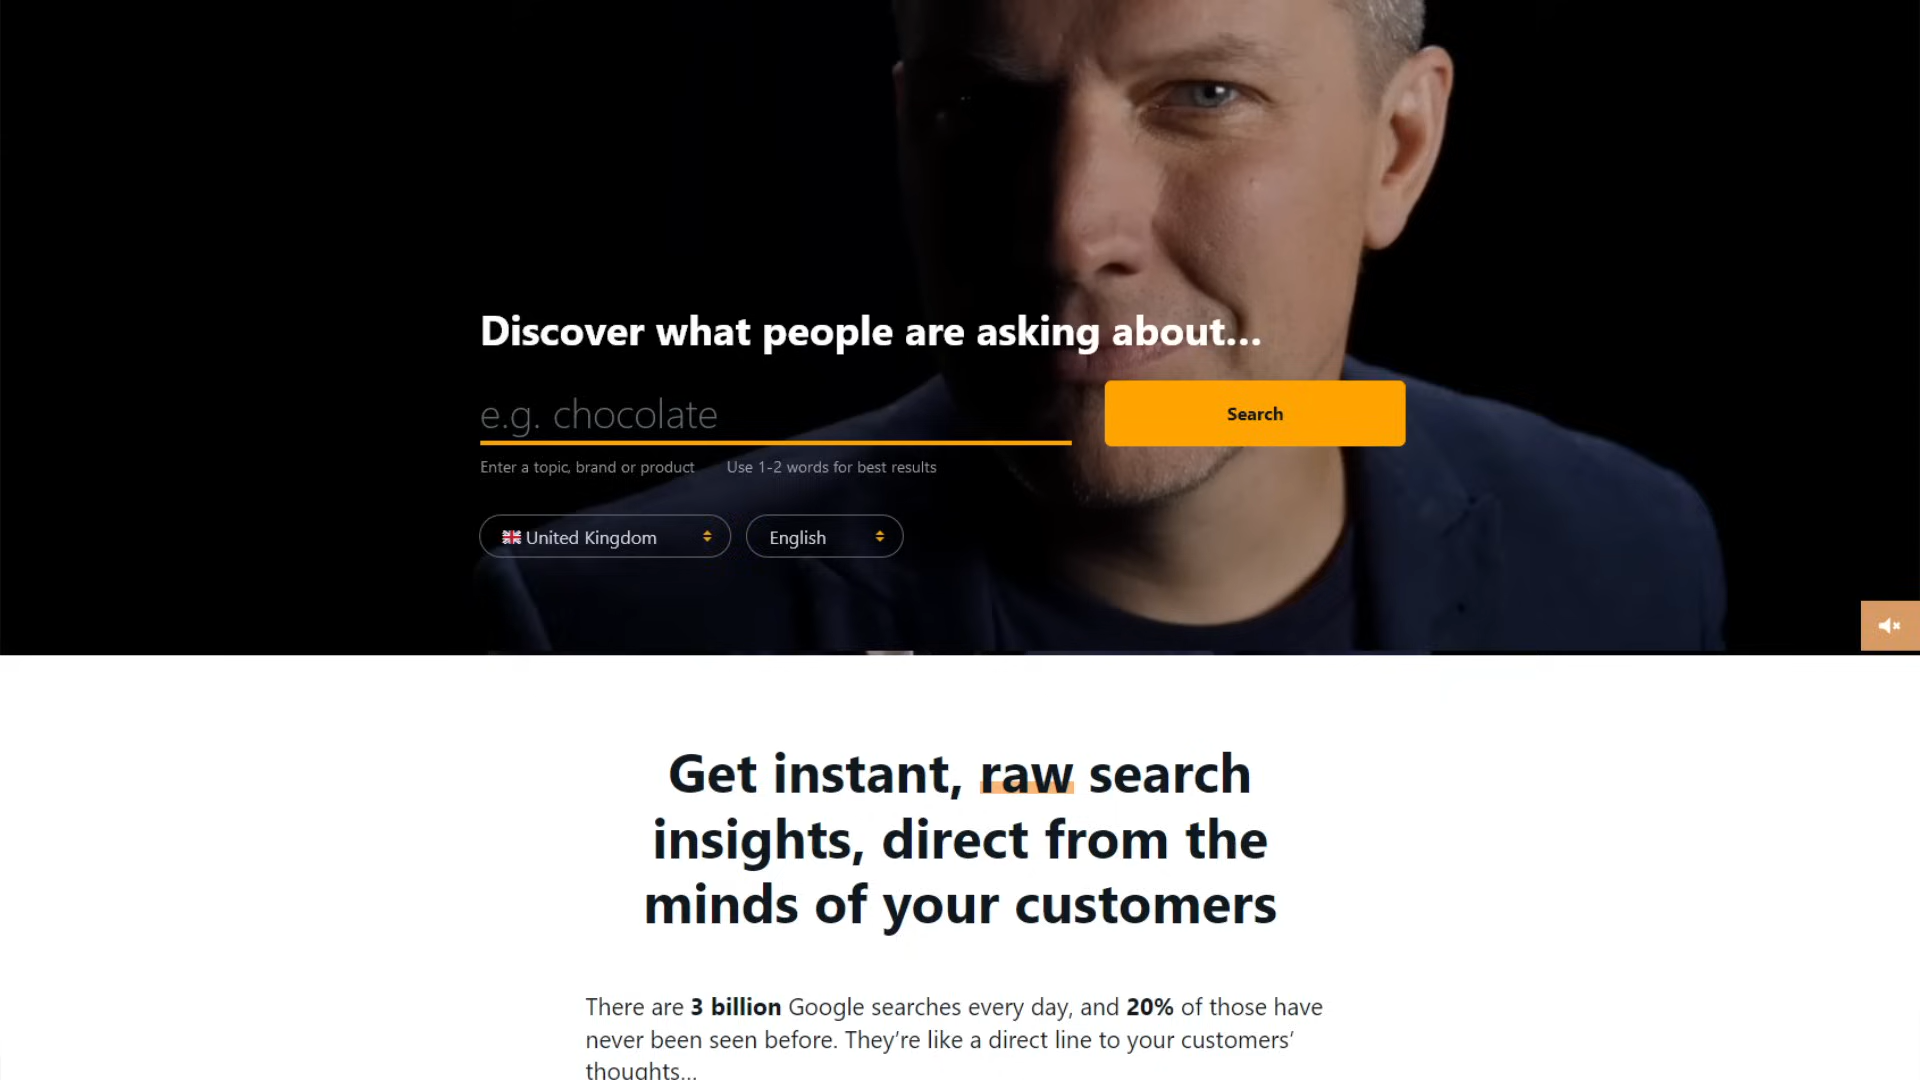 Discover what people are asking about...
e.g. chocolate
Search
Enter a topic, brand or product Use 1-2 words for best results
United Kingdom English
Get instant, raw search
insights, direct from the
minds of your customers
There are 3 billion Google searches every day, and 20% of those have
never been seen before. They’re like a direct line to your customers’
thoughts...